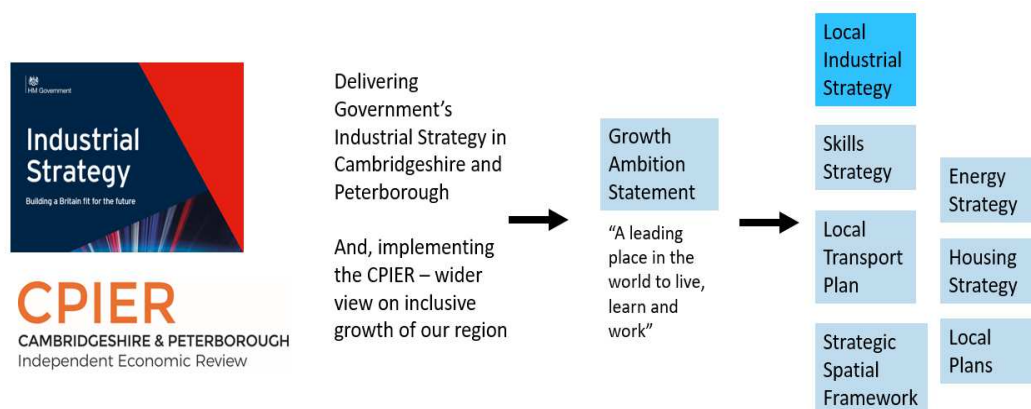 HM Government
Industrial
Strategy
Building a Britain fit for the future
CPIER
CAMBRIDGESHIRE & PETERBOROUGH
Independent Economic Review
Delivering
Government’s
Industrial Strategy in
Cambridgeshire and
Peterborough
And, implementing
the CPIER – wider
view on inclusive
growth of our region
Growth
Ambition
Statement
“A leading
place in the
world to live,
learn and
work”
Local
Industrial
Strategy
Skills
Strategy
Local
Transport
Plan
Strategic
Spatial
Framework
Energy
Strategy
Housing
Strategy
Local
Plans